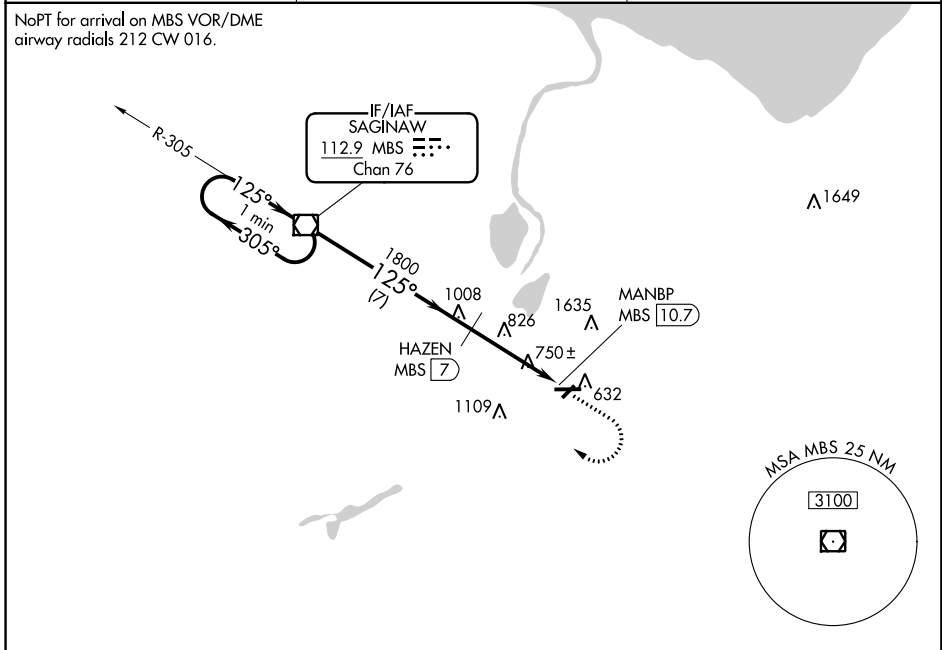 NoPT for arrival on MBS VOR/DME
airway radials 212 CW 016.
IF/IAF
SAGINAW
112.9 MBS
Chan 76
R-305
125°
1 min
305°
1649
1800
125°
(7)
1008
826
1635
MANBP
MBS 10.7
HAZEN
MBS 7
750 ±
632
1109
MSA MBS 25 NM
3100